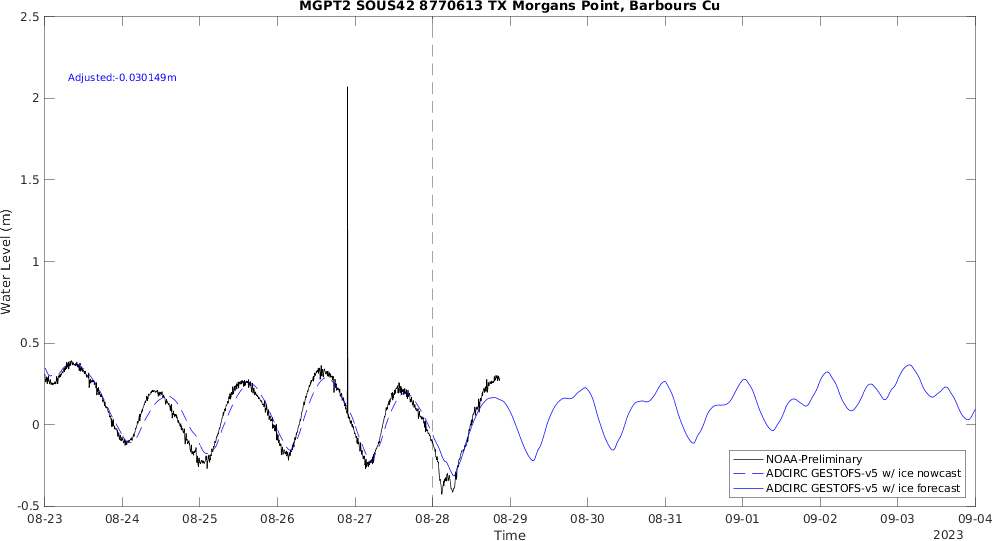 MGPT2 SOUS42 8770613 TX Morgans Point, Barbours Cu
2.5
Adjusted:-0.030149m
2
1.5
1
0.5
0
-0.5
Water Level (m)
NOAA-Preliminary
ADCIRC GESTOFS-v5 w/ ice nowcast
ADCIRC GESTOFS-v5 w/ ice forecast
08-23 08-24 08-25 08-26 08-27 08-28 08-29 08-30 08-31 09-01 09-02 09-03 09-04
Time
2023